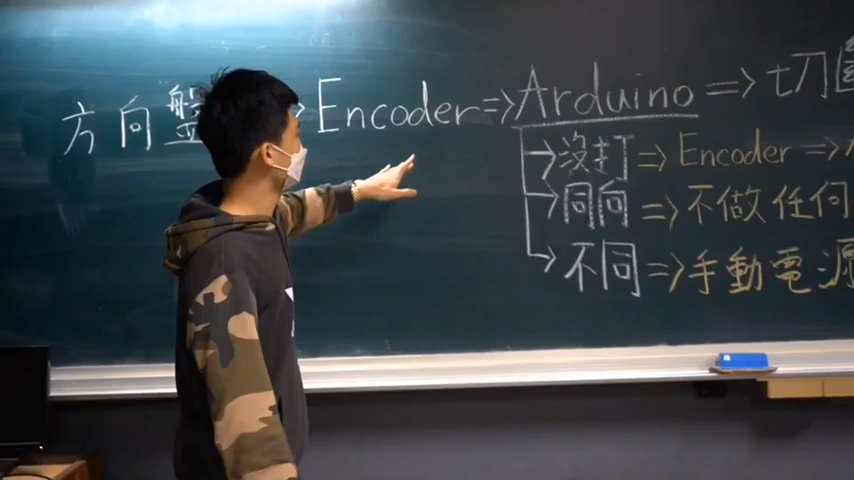 方向盤 => Encoder => Arduino => 切
沒打 => Encoder =>
同向 => 不做任何
不同 => 手動電源